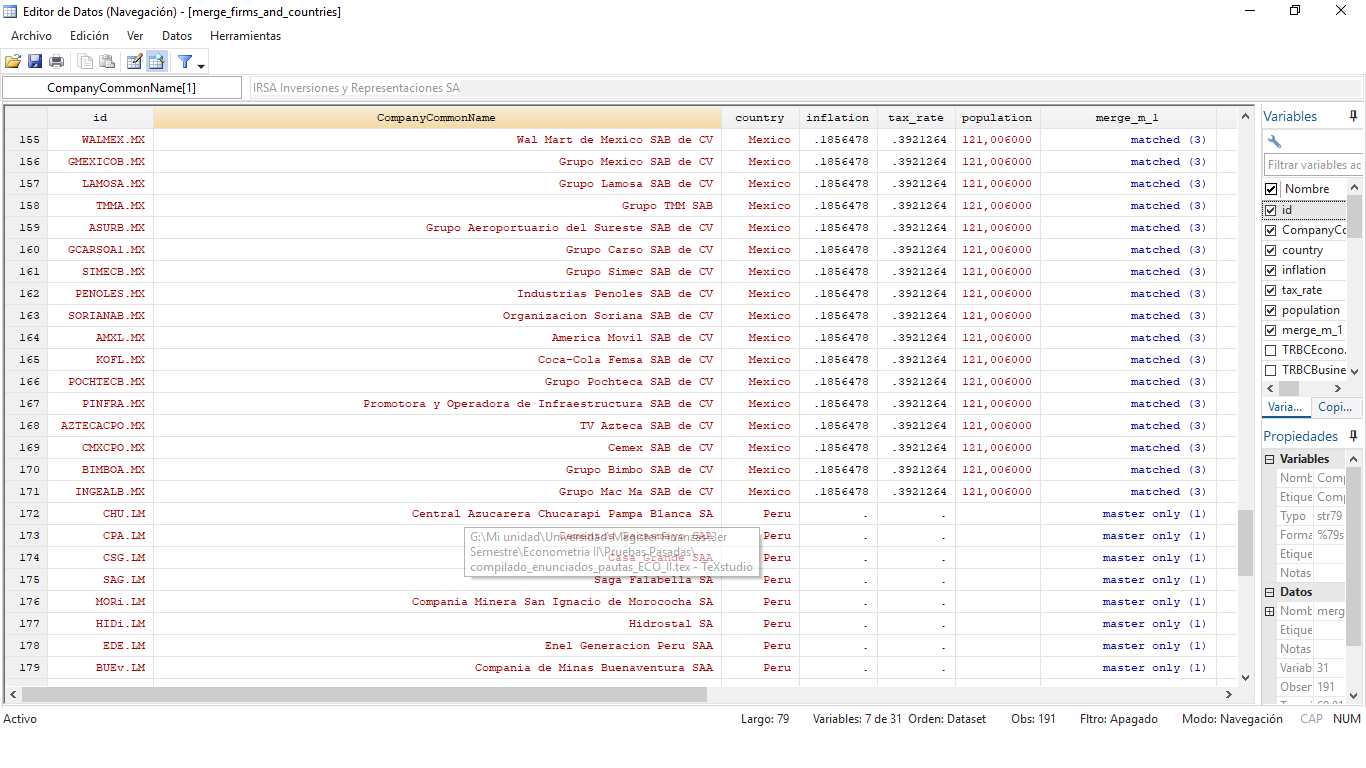 Editor de Datos (Navegación) - [merge_firms_and_countries]
Archivo Edición Ver Datos Herramientas
CompanyCommonName[1] IRSA Inversiones y Representaciones SA
id CompanyCommonName country inflation tax_rate population merge_m_1
155 WALMEX.MX Wal Mart de Mexico SAB de CV Mexico .1856478 .3921264 121,006000 matched (3)
156 GMEXICOB.MX Grupo Mexico SAB de CV Mexico .1856478 .3921264 121,006000 matched (3)
157 LAMOSA.MX Grupo Lamosa SAB de CV Mexico .1856478 .3921264 121,006000 matched (3)
158 TMMA.MX Grupo TMM SAB Mexico .1856478 .3921264 121,006000 matched (3)
159 ASURB.MX Grupo Aeroportuario del Sureste SAB de CV Mexico .1856478 .3921264 121,006000 matched (3)
160 GCARSOA1.MX Grupo Carso SAB de CV Mexico .1856478 .3921264 121,006000 matched (3)
161 SIMECB.MX Grupo Simec SAB de CV Mexico .1856478 .3921264 121,006000 matched (3)
162 PENOLES.MX Industrias Penoles SAB de CV Mexico .1856478 .3921264 121,006000 matched (3)
163 SORIANAB.MX Organizacion Soriana SAB de CV Mexico .1856478 .3921264 121,006000 matched (3)
164 AMXL.MX America Movil SAB de CV Mexico .1856478 .3921264 121,006000 matched (3)
165 KOFL.MX Coca-Cola Femsa SAB de CV Mexico .1856478 .3921264 121,006000 matched (3)
166 POCHTECB.MX Grupo Pochteca SAB de CV Mexico .1856478 .3921264 121,006000 matched (3)
167 PINFRA.MX Promotora y Operadora de Infraestructura SAB de CV Mexico .1856478 .3921264 121,006000 matched (3)
168 AZTECACPO.MX TV Azteca SAB de CV Mexico .1856478 .3921264 121,006000 matched (3)
169 CMXCPO.MX Cemex SAB de CV Mexico .1856478 .3921264 121,006000 matched (3)
170 BIMBOA.MX Grupo Bimbo SAB de CV Mexico .1856478 .3921264 121,006000 matched (3)
171 INGEALB.MX Grupo Mac Ma SAB de CV Mexico .1856478 .3921264 121,006000 matched (3)
172 CHU.LM Central Azucarera Chucarapi Pampa Blanca SA Peru . . master only (1)
173 CPA.LM Cementos Pacasmayo SAA Peru . . master only (1)
174 CSG.LM Casa Grande SAA Peru . . master only (1)
175 SAG.LM Saga Falabella SA Peru . . master only (1)
176 MORi.LM Compania Minera San Ignacio de Morococha SA Peru . . master only (1)
177 HIDi.LM Hidrostal SA Peru . . master only (1)
178 EDE.LM Enel Generacion Peru SAA Peru . . master only (1)
179 BUEv.LM Compania de Minas Buenaventura SAA Peru . . master only (1)
G:\Mi unidad\Universidad\Magister Finanzas\3er
Semestre\Econometria II\Pruebas Pasadas\
compilado_enunciados_pautas_ECO_II.tex - TeXstudio
Variables
Filtrar variables ac
Nombre
id
CompanyCo
country
inflation
tax_rate
population
merge_m_1
TRBCEcono.
TRBCBusine
Varia... Copi...
Propiedades
Variables
Nomb Comp
Etique Comp
Tipo str79
Forma %79s
Etique
Notas
Datos
Nomb merg
Etique
Notas
Variab 31
Obser 191
Activo Largo: 79 Variables: 7 de 31 Orden: Dataset Obs: 191 Fltro: Apagado Modo: Navegación CAP NUM